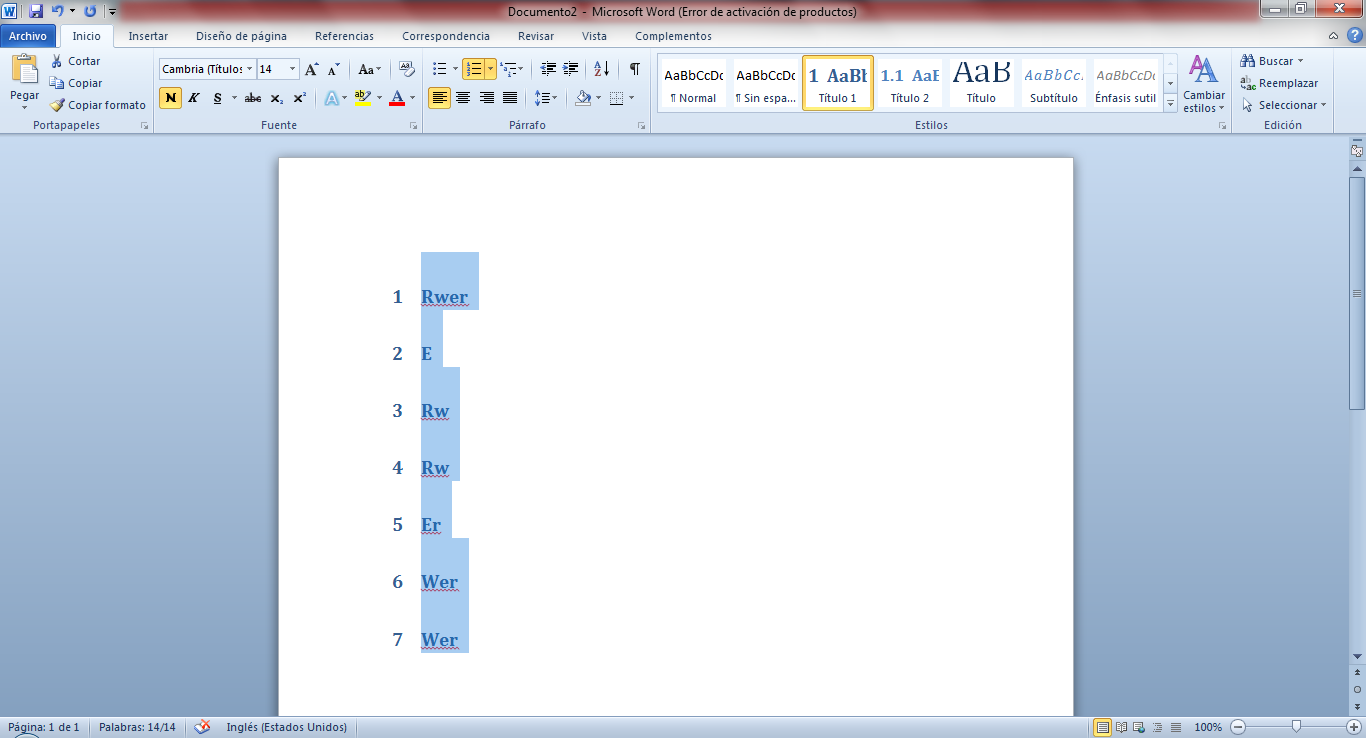 Documento2 - Microsoft Word (Error de activación de productos)
Archivo Inicio Insertar Diseño de página Referencias Correspondencia Revisar Vista Complementos
Pegar
Cortar
Copiar
Copiar formato
Portapapeles
Cambria (Títulos 14
N K S abc x₂ x²
Fuente
Párrafo
AaBbCcDc AaBbCcDc 1 AaBb 1.1 AaB AaB AaBbCc. AaBbCcDc
¶ Normal ¶ Sin espa... Título 1 Título 2 Título Subtítulo Énfasis sutil
Estilos
Cambiar
estilos
Buscar
Reemplazar
Seleccionar
Edición
1 Rwer
2 E
3 Rw
4 Rw
5 Er
6 Wer
7 Wer
Página: 1 de 1 Palabras: 14/14 Inglés (Estados Unidos) 100%